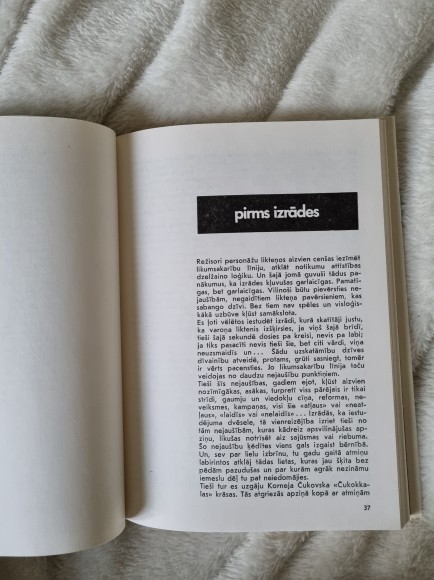 pirms izrādes
Režisori personāžu likteņos aizvien cenšas iezīmēt
likumsakarību līniju, atklāt notikumu attīstības
dzelžaino loģiku. Un šajā jomā guvuši tādus pa-
nākumus, ka izrādes kļuvušas garlaicīgas. Pamatī-
gas, bet garlaicīgas. Vilinoši būtu pievērsties ne-
jaušībām, negaidītiem likteņa pavērsieniem, kas
sabango dzīvi. Bez tiem nav spēles un visloģis-
kākā uzbūve kļūst samākslota.
Es ļoti vēlētos iestudēt izrādi, kurā skatītāji justu,
ka varoņa liktenis izšķirsies, ja viņš šajā brīdī,
tieši šajā sekundē dosies pa kreisi, nevis pa labi;
ja tiks pasacīti nevis tieši šie, bet citi vārdi, viņa
neuzsmaidīs un... Šādu uzskatāmību dzīves
dīvainību atveidē, protams, grūti sasniegt, tomēr
ir vērts pacensties. Jo likumsakarību līnija taču
veidojas no daudzu nejaušību punktiņiem.
Tieši šīs nejaušības, gadiem ejot, kļūst aizvien
nozīmīgākas, asākas, turpretī viss pārējais ir tikai
strīdi, gaumju un viedokļu cīņa, reformas, ne-
veiksmes, kampaņas, visi šie «atļaus» vai «neat-
ļaus», «laidīs» vai «nelaidīs»... Izrādās, ka iestu-
dējuma dvēsele, tā vienreizējība izriet tieši no
tām nejaušībām, kuras kādreiz apsvilinājušas ap-
ziņu, likušas notrīsēt aiz sajūsmas vai riebuma.
Šo nejaušību ķēdītes viens gals izgaist bērnībā.
Un, sev par lielu izbrīnu, tu gadu gaitā atmiņu
labirintos atklāj tādas lietas, kuras jau šķita bez
pēdām pazudušas un par kurām agrāk nezināmu
iemeslu dēļ tu pat neiedomājies.
Tieši tur es uzgāju Korneja Čukovska «Čukokka-
las» krāsas. Tās atgriezās apziņā kopā ar atmiņām
37